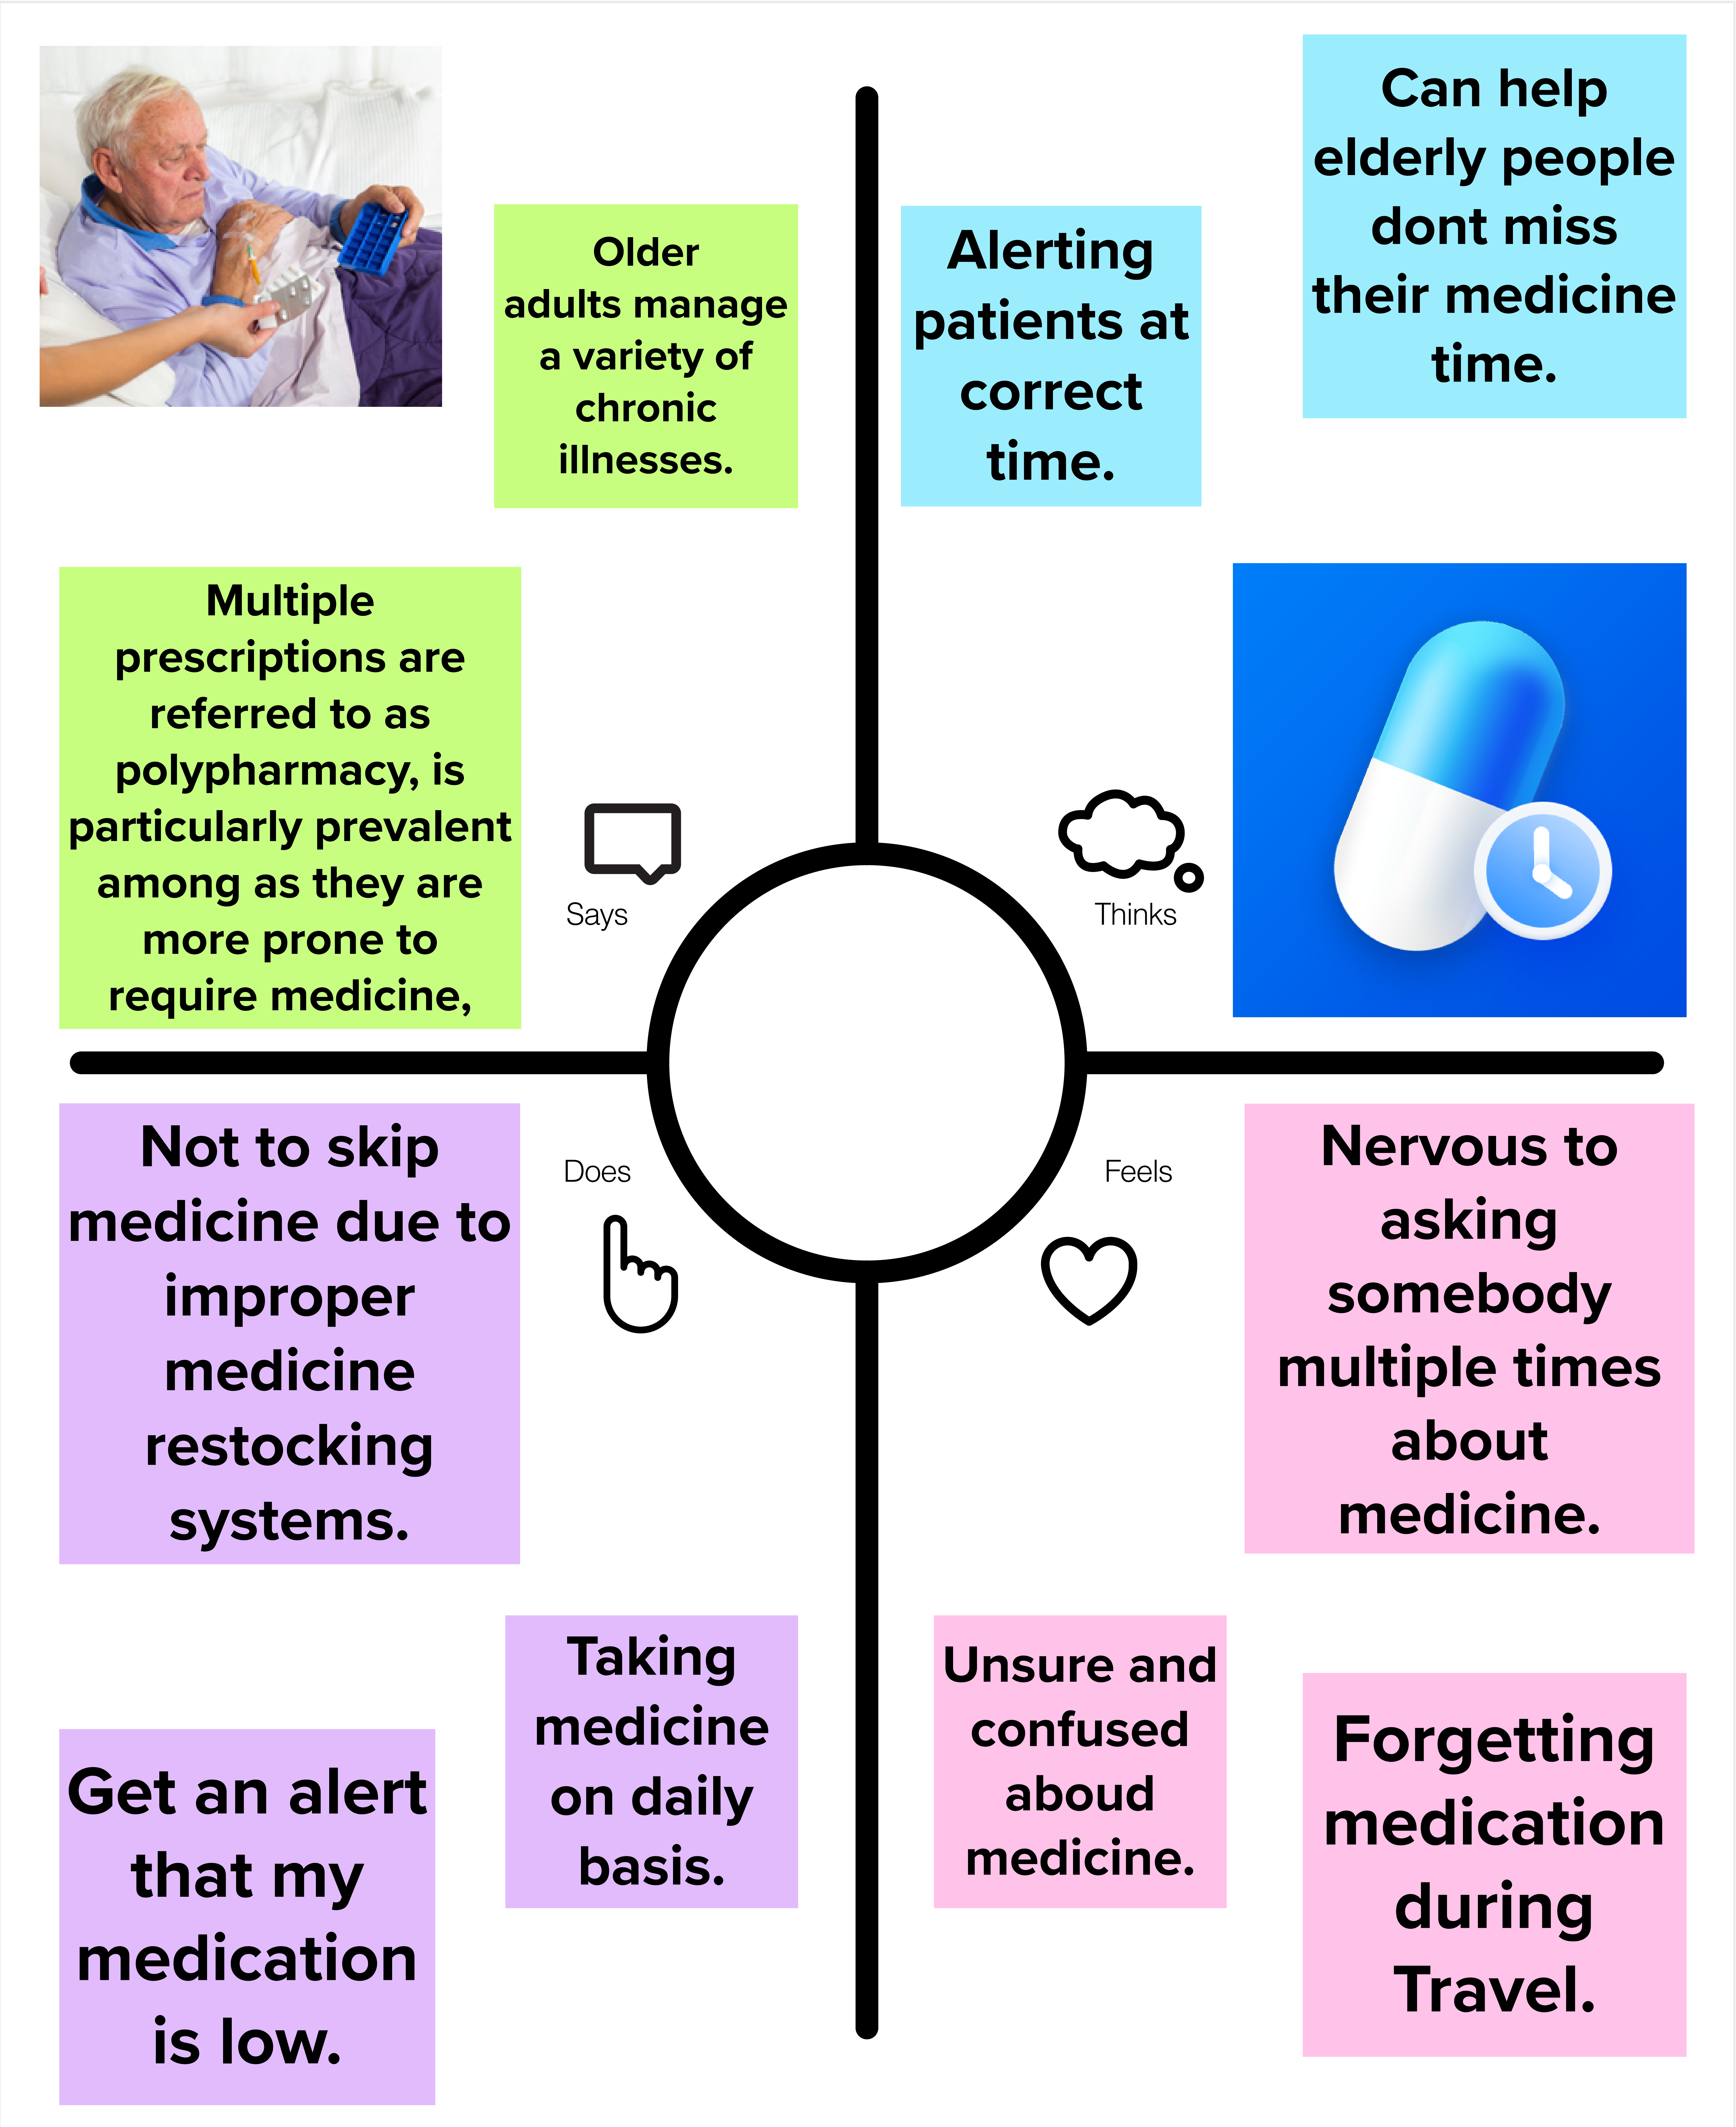 Older
adults manage
a variety of
chronic
illnesses.
Alerting
patients at
correct
time.
Can help
elderly people
dont miss
their medicine
time.
Multiple
prescriptions are
referred to as
polypharmacy, is
particularly prevalent
among as they are
more prone to
require medicine,
Says
Thinks
Does
Feels
Not to skip
medicine due to
improper
medicine
restocking
systems.
Nervous to
asking
somebody
multiple times
about
medicine.
Taking
medicine
on daily
basis.
Unsure and
confused
aboud
medicine.
Get an alert
that my
medication
is low.
Forgetting
medication
during
Travel.